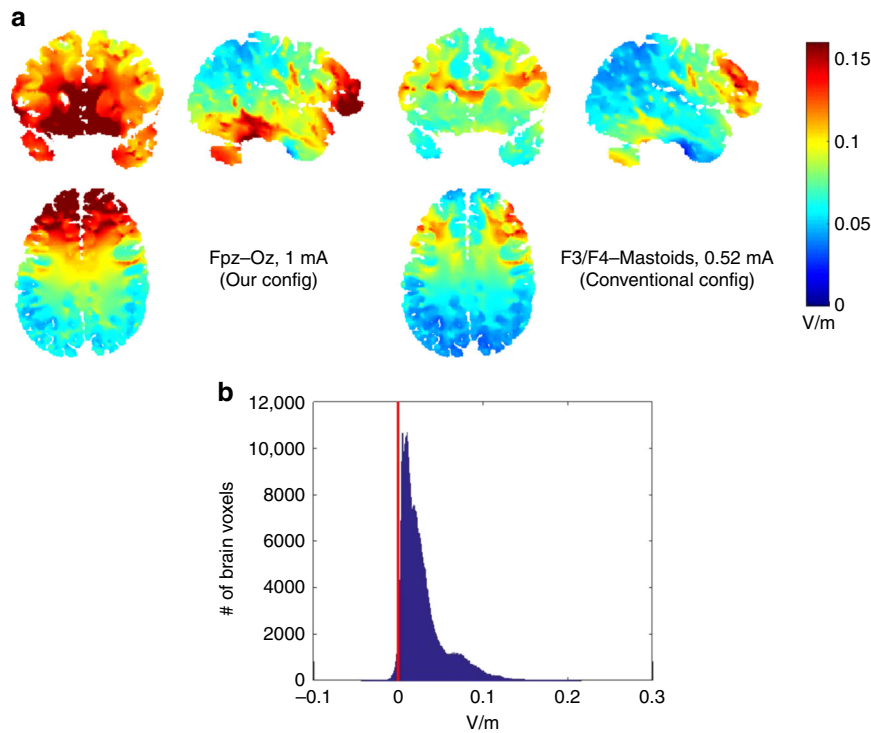 a
0.15
0.1
0.05
0
V/m
Fpz–Oz, 1 mA
(Our config)
F3/F4–Mastoids, 0.52 mA
(Conventional config)
b
12,000
10,000
8000
6000
4000
2000
0
# of brain voxels
–0.1
0
0.1
0.2
0.3
V/m